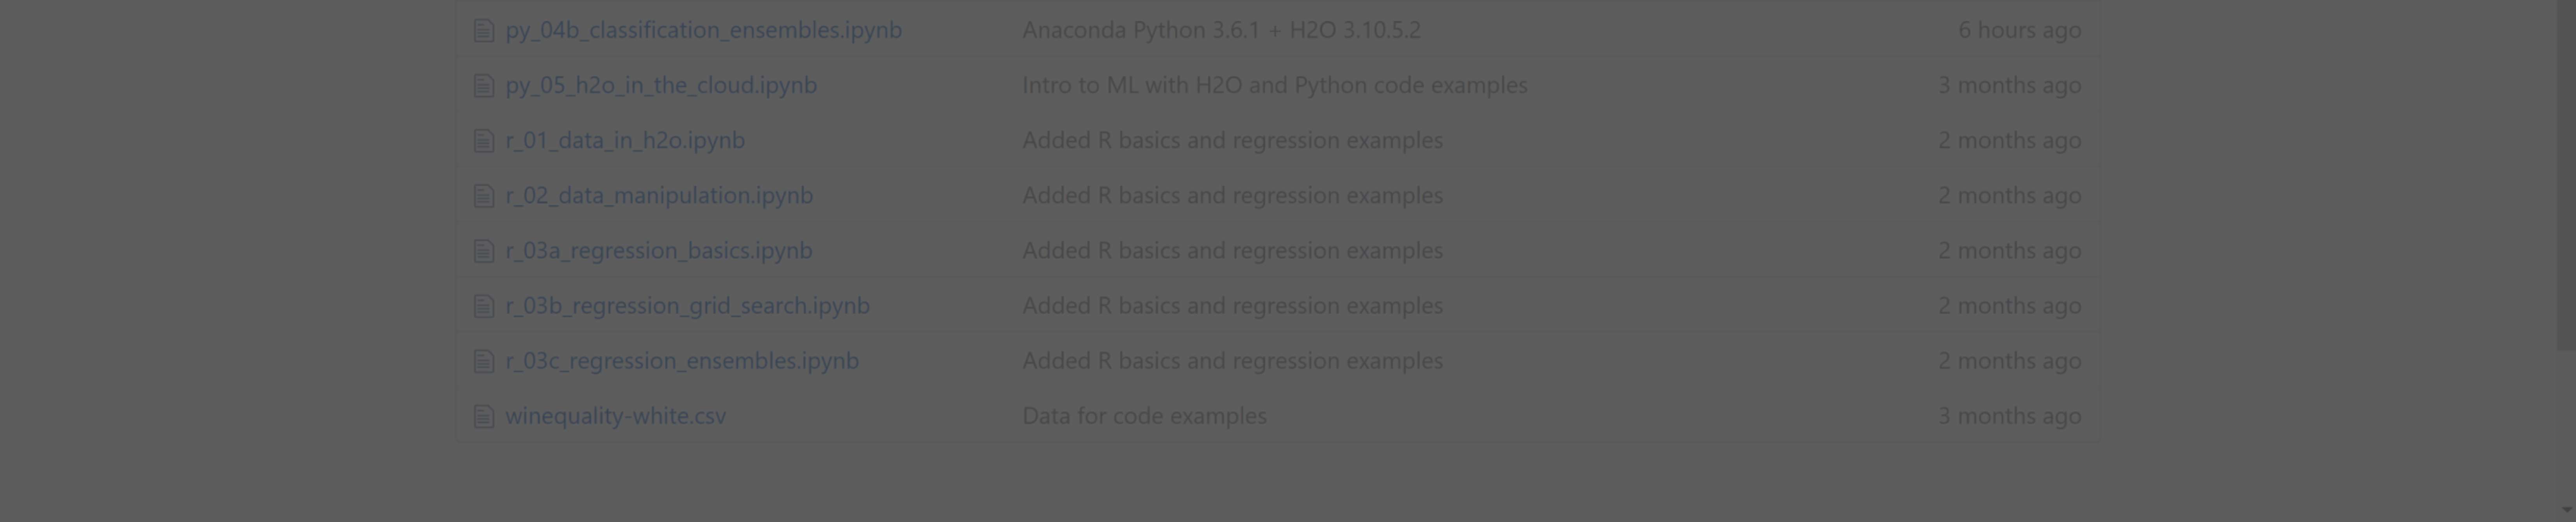 py_04b_classification_ensembles.ipynb Anaconda Python 3.6.1 + H2O 3.10.5.2 6 hours ago
py_05_h2o_in_the_cloud.ipynb Intro to ML with H2O and Python code examples 3 months ago
r_01_data_in_h2o.ipynb Added R basics and regression examples 2 months ago
r_02_data_manipulation.ipynb Added R basics and regression examples 2 months ago
r_03a_regression_basics.ipynb Added R basics and regression examples 2 months ago
r_03b_regression_grid_search.ipynb Added R basics and regression examples 2 months ago
r_03c_regression_ensembles.ipynb Added R basics and regression examples 2 months ago
winequality-white.csv Data for code examples 3 months ago